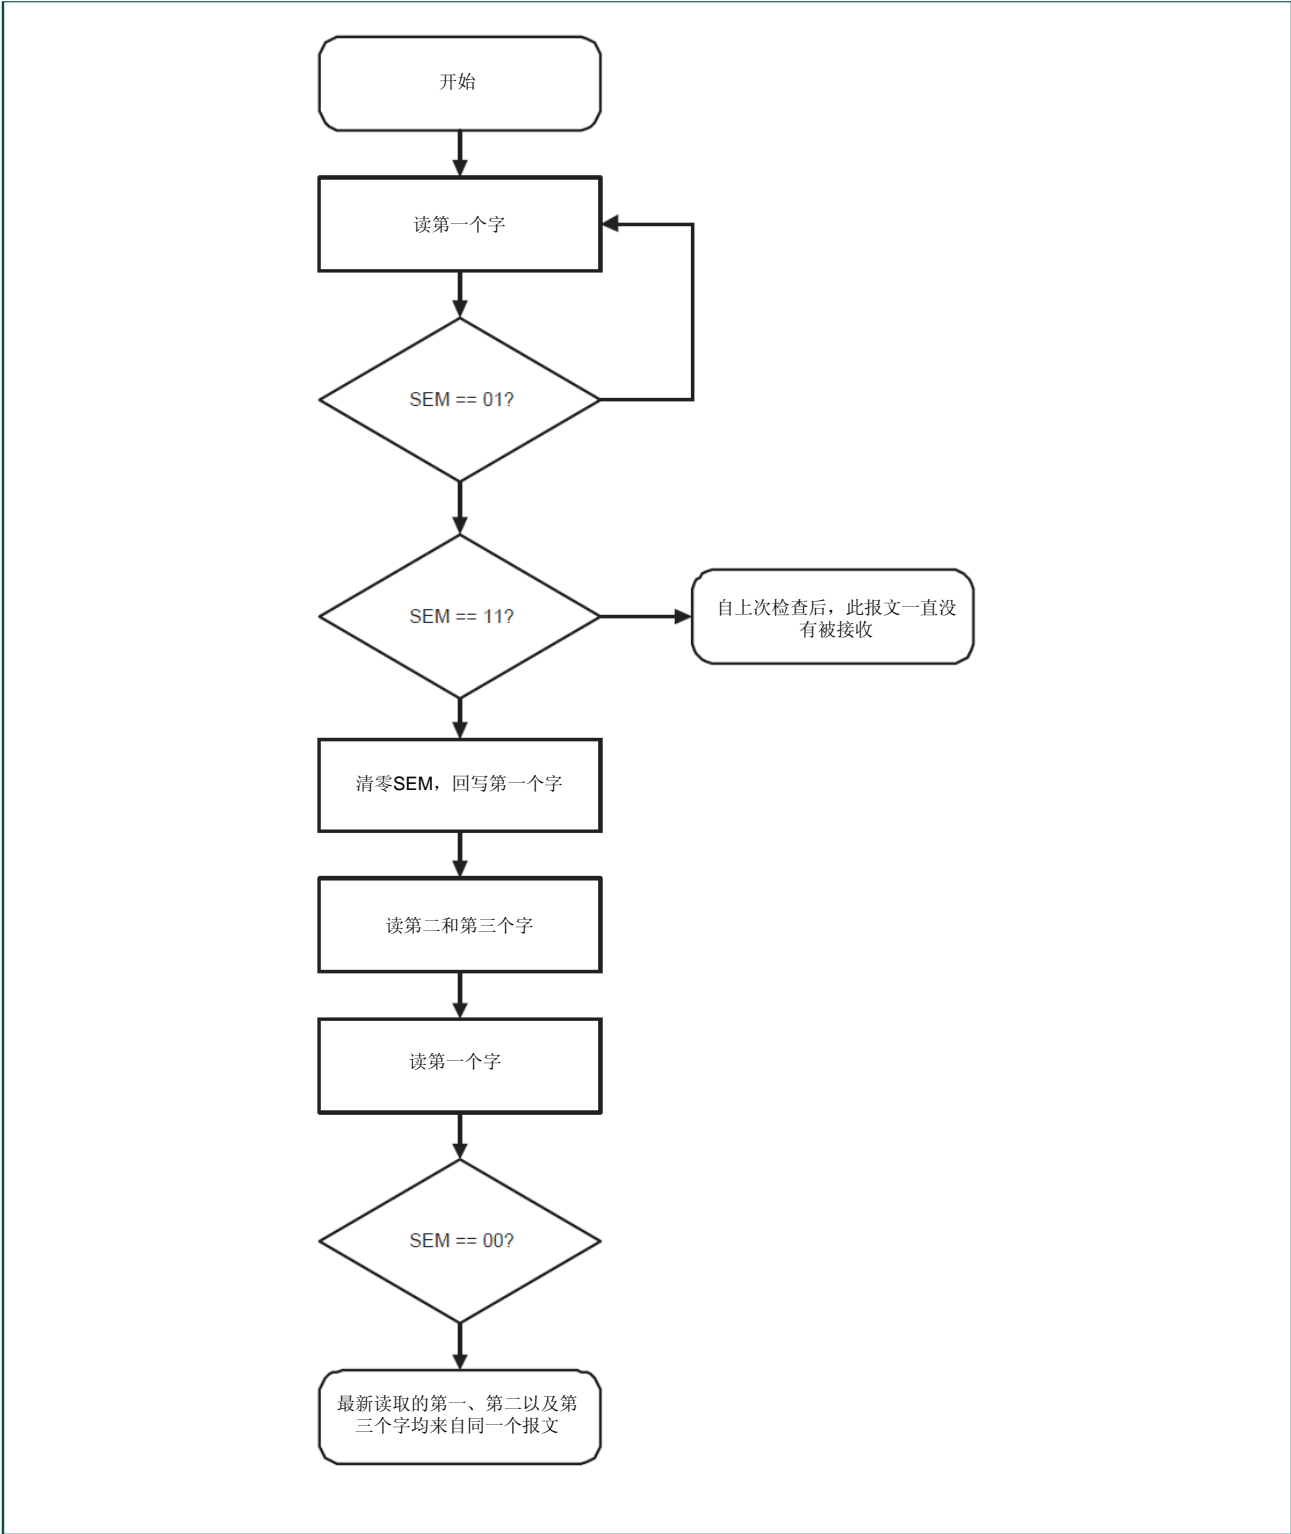 开始
读第一个字
SEM == 01?
SEM == 11?
自上次检查后，此报文一直没
有被接收
清零SEM，回写第一个字
读第二和第三个字
读第一个字
SEM == 00?
最新读取的第一、第二以及第
三个字均来自同一个报文